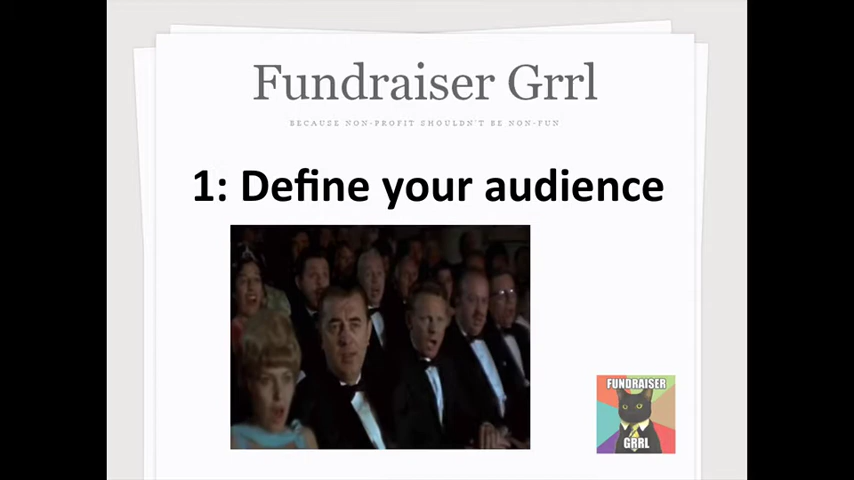 Fundraiser Grrl
BECAUSE NON-PROFIT SHOULDN'T BE NON-FUN
1: Define your audience
FUNDRAISER
GRRL